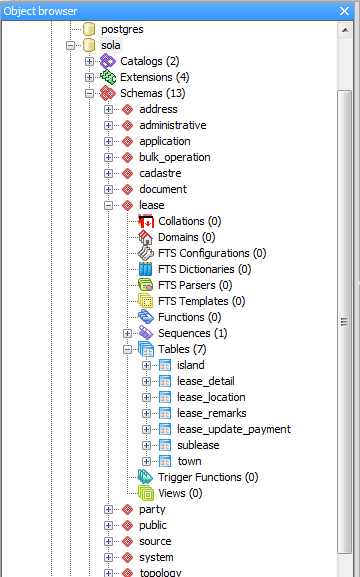 Object browser
postgres
sola
Catalogs (2)
Extensions (4)
Schemas (13)
address
administrative
application
bulk_operation
cadastre
document
lease
Collations (0)
Domains (0)
FTS Configurations (0)
FTS Dictionaries (0)
FTS Parsers (0)
FTS Templates (0)
Functions (0)
Sequences (1)
Tables (7)
island
lease_detail
lease_location
lease_remarks
lease_update_payment
sublease
town
Trigger Functions (0)
Views (0)
party
public
source
system
topology